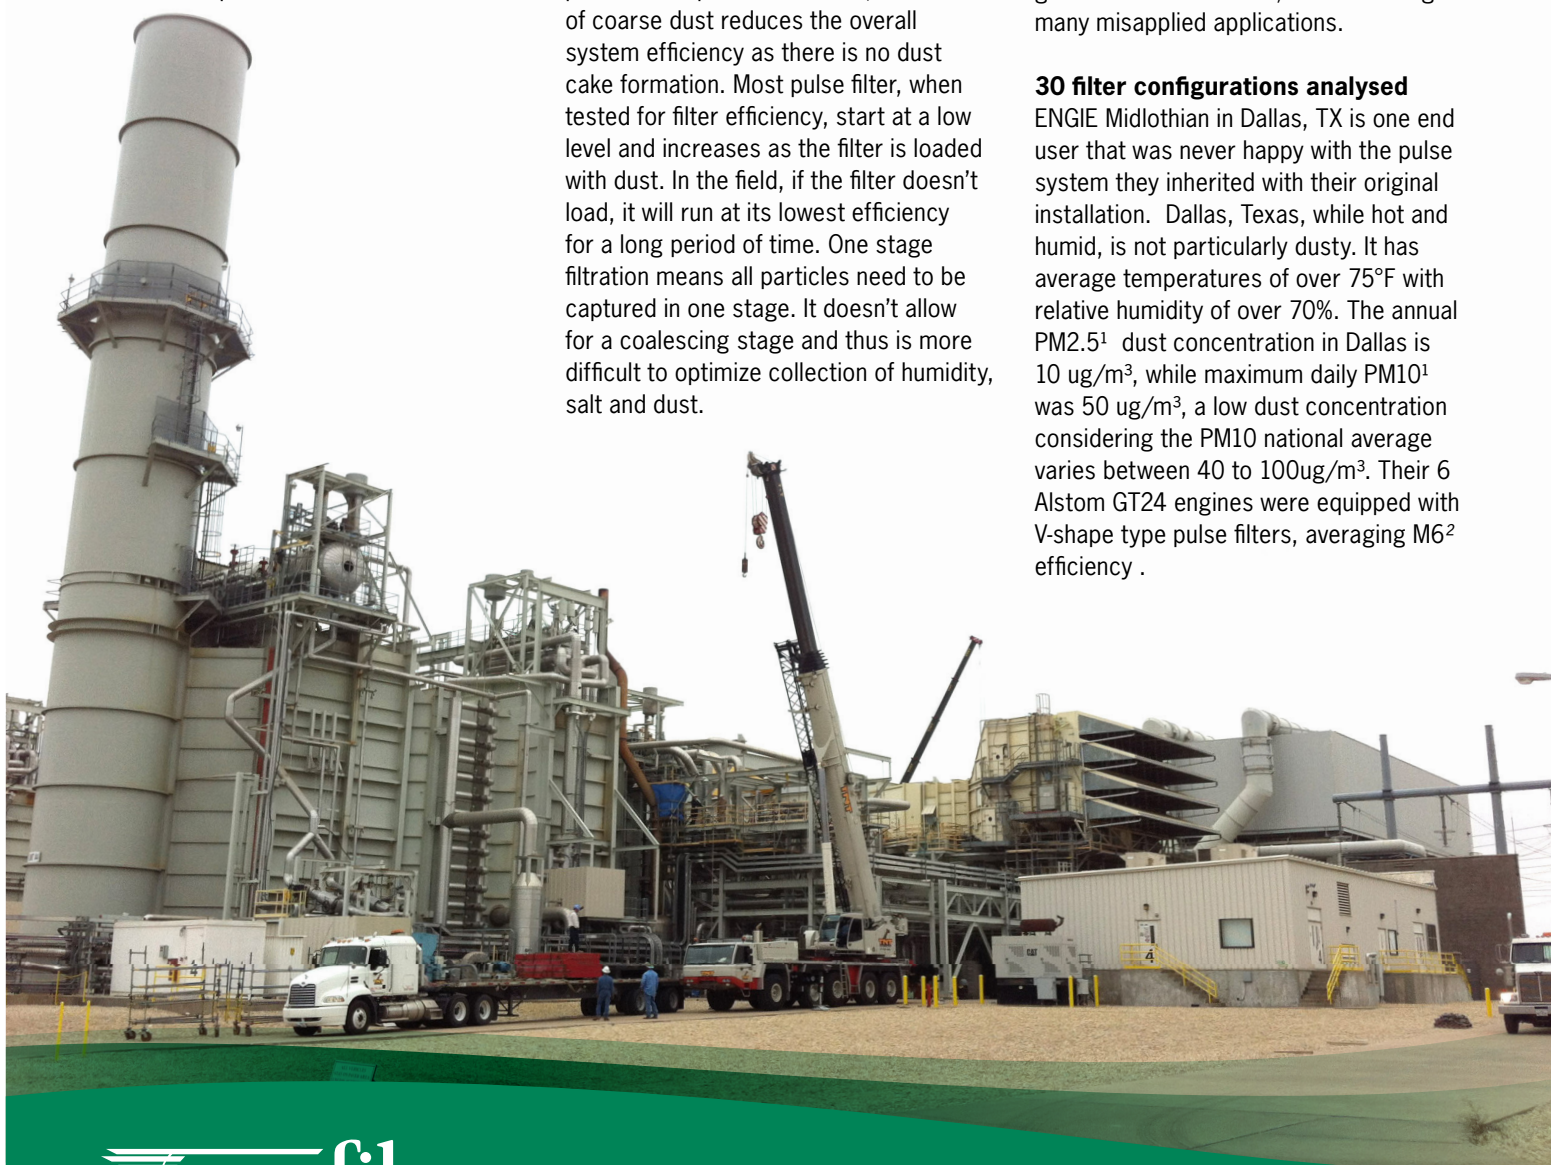 of coarse dust reduces the overall
system efficiency as there is no dust
cake formation. Most pulse filter, when
tested for filter efficiency, start at a low
level and increases as the filter is loaded
with dust. In the field, if the filter doesn't
load, it will run at its lowest efficiency
for a long period of time. One stage
filtration means all particles need to be
captured in one stage. It doesn't allow
for a coalescing stage and thus is more
difficult to optimize collection of humidity,
salt and dust.
many misapplied applications.
30 filter configurations analysed
ENGIE Midlothian in Dallas, TX is one end
user that was never happy with the pulse
system they inherited with their original
installation. Dallas, Texas, while hot and
humid, is not particularly dusty. It has
average temperatures of over 75°F with
relative humidity of over 70%. The annual
PM2.5¹ dust concentration in Dallas is
10 ug/m³, while maximum daily PM10¹
was 50 ug/m³, a low dust concentration
considering the PM10 national average
varies between 40 to 100ug/m³. Their 6
Alstom GT24 engines were equipped with
V-shape type pulse filters, averaging M6²
efficiency .
CAT
4